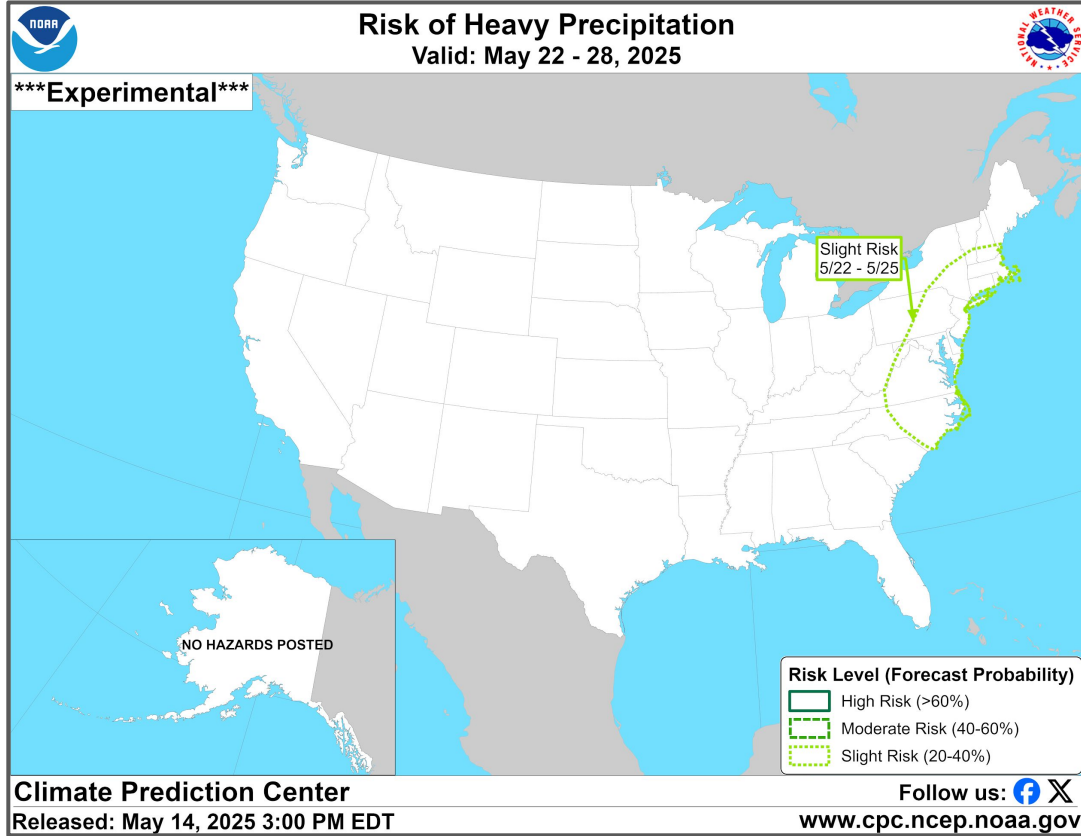 NOAA
Risk of Heavy Precipitation
Valid: May 22 - 28, 2025
NATIONAL WEATHER SERVICE
***Experimental***
Slight Risk
5/22 - 5/25
NO HAZARDS POSTED
Risk Level (Forecast Probability)
High Risk (>60%)
Moderate Risk (40-60%)
Slight Risk (20-40%)
Climate Prediction Center
Follow us:
Released: May 14, 2025 3:00 PM EDT
www.cpc.ncep.noaa.gov